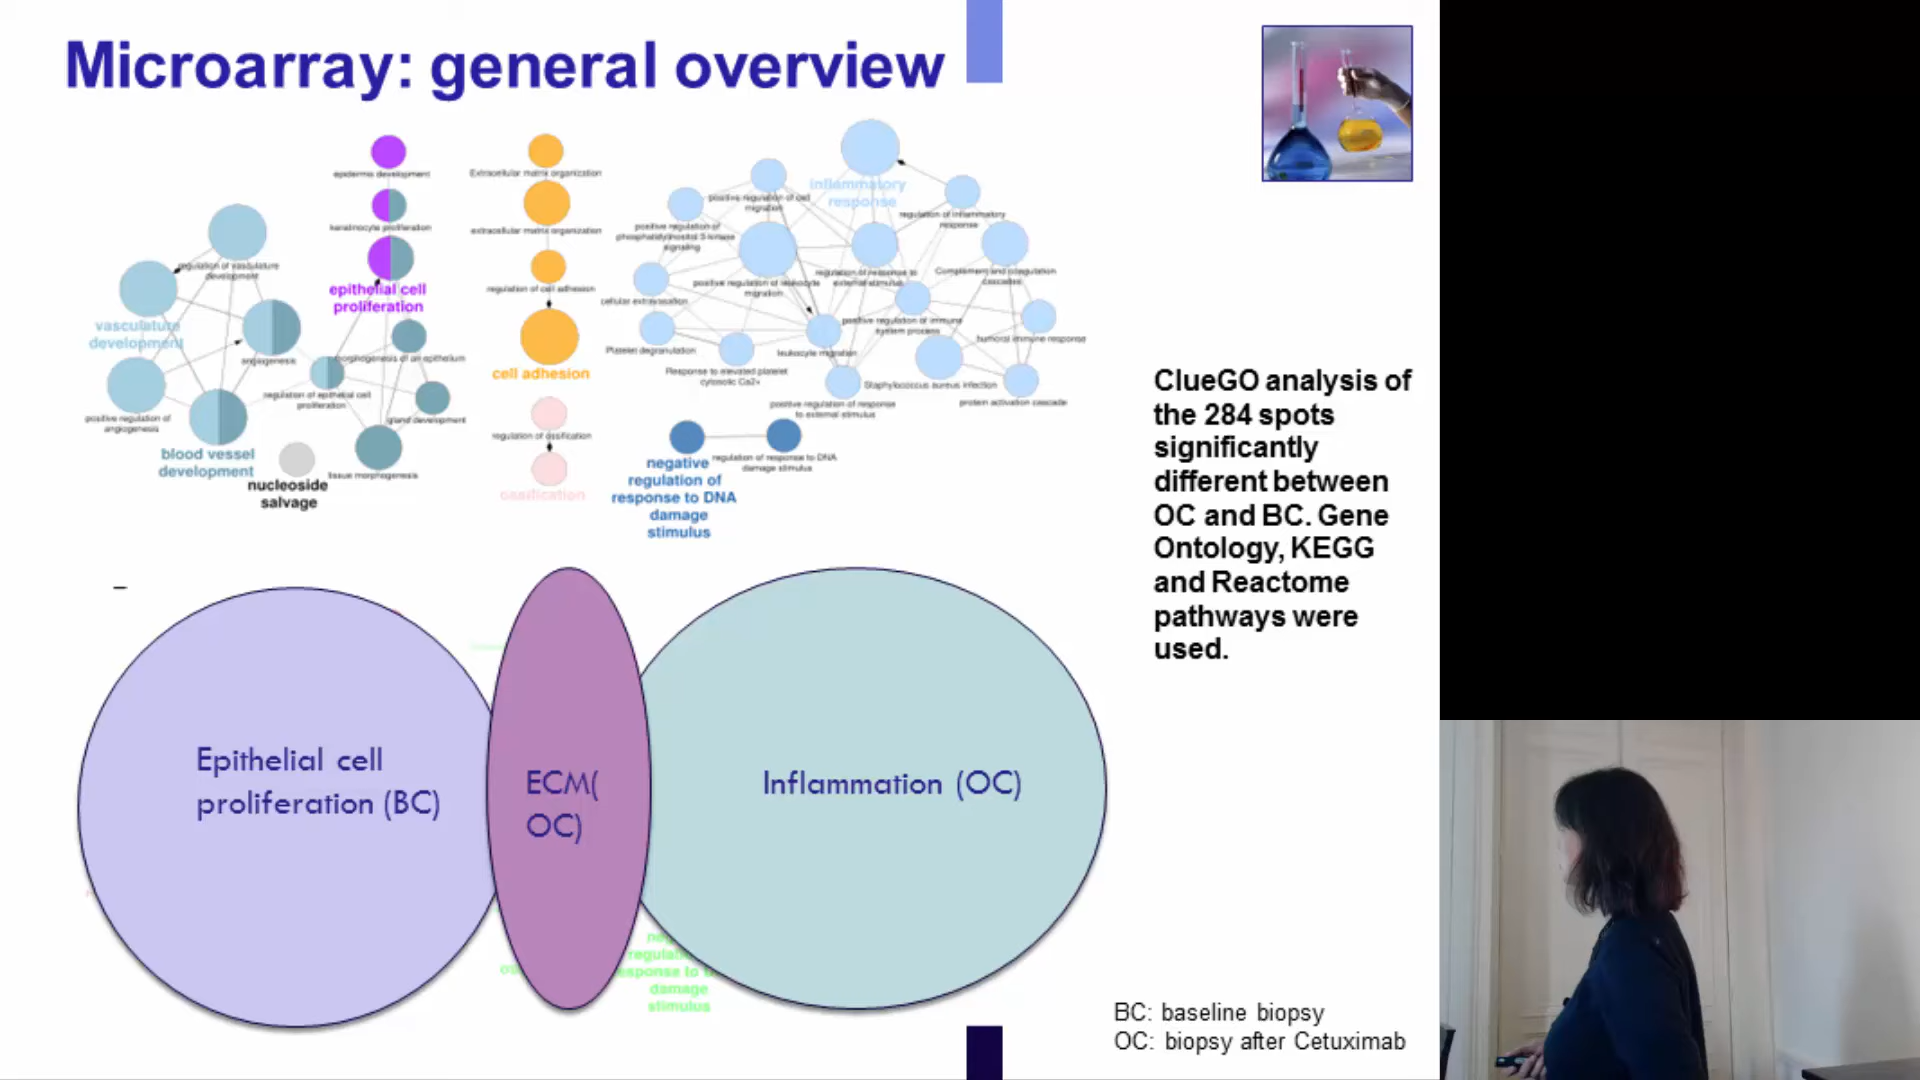 Microarray: general overview
epidermis development
keratinocyte proliferation
epithelial cell
proliferation
regulation of vasculature
development
vasculature
development
angiogenesis
positive regulation of
angiogenesis
blood vessel
development
morphogenesis of an epithelium
regulation of epithelial cell
proliferation
gland development
tissue morphogenesis
nucleoside
salvage
Extracellular matrix organization
extracellular matrix organization
regulation of cell adhesion
cell adhesion
regulation of ossification
ossification
inflammatory
response
positive regulation of cell
migration
regulation of inflammatory
response
positive regulation of
phosphatidylinositol 3-kinase
signaling
positive regulation of leukocyte
migration
regulation of response to
external stimulus
Complement and coagulation
cascades
cellular extravasation
positive regulation of immune
system process
humoral immune response
Platelet degranulation
leukocyte migration
Response to elevated platelet
cytosolic Ca2+
Staphylococcus aureus infection
positive regulation of response
to external stimulus
protein activation cascade
negative
regulation of
response to DNA
damage
stimulus
regulation of response to DNA
damage stimulus
ClueGO analysis of
the 284 spots
significantly
different between
OC and BC. Gene
Ontology, KEGG
and Reactome
pathways were
used.
Epithelial cell
proliferation (BC)
ECM(
OC)
Inflammation (OC)
damage
stimulus
BC: baseline biopsy
OC: biopsy after Cetuximab